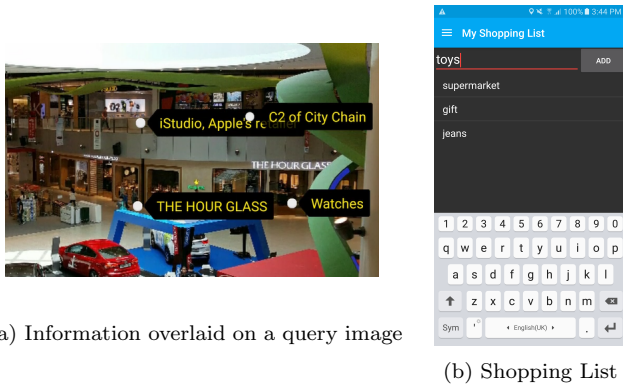 iStudio, Apple's retailer
C2 of City Chain
THE HOUR GLASS
THE HOUR GLASS
Watches
a) Information overlaid on a query image
100% 3:44 PM
My Shopping List
toys
ADD
supermarket
gift
jeans
1 2 3 4 5 6 7 8 9 0
q w e r t y u i o p
a s d f g h j k l
z x c v b n m
Sym ' English(UK) .
(b) Shopping List